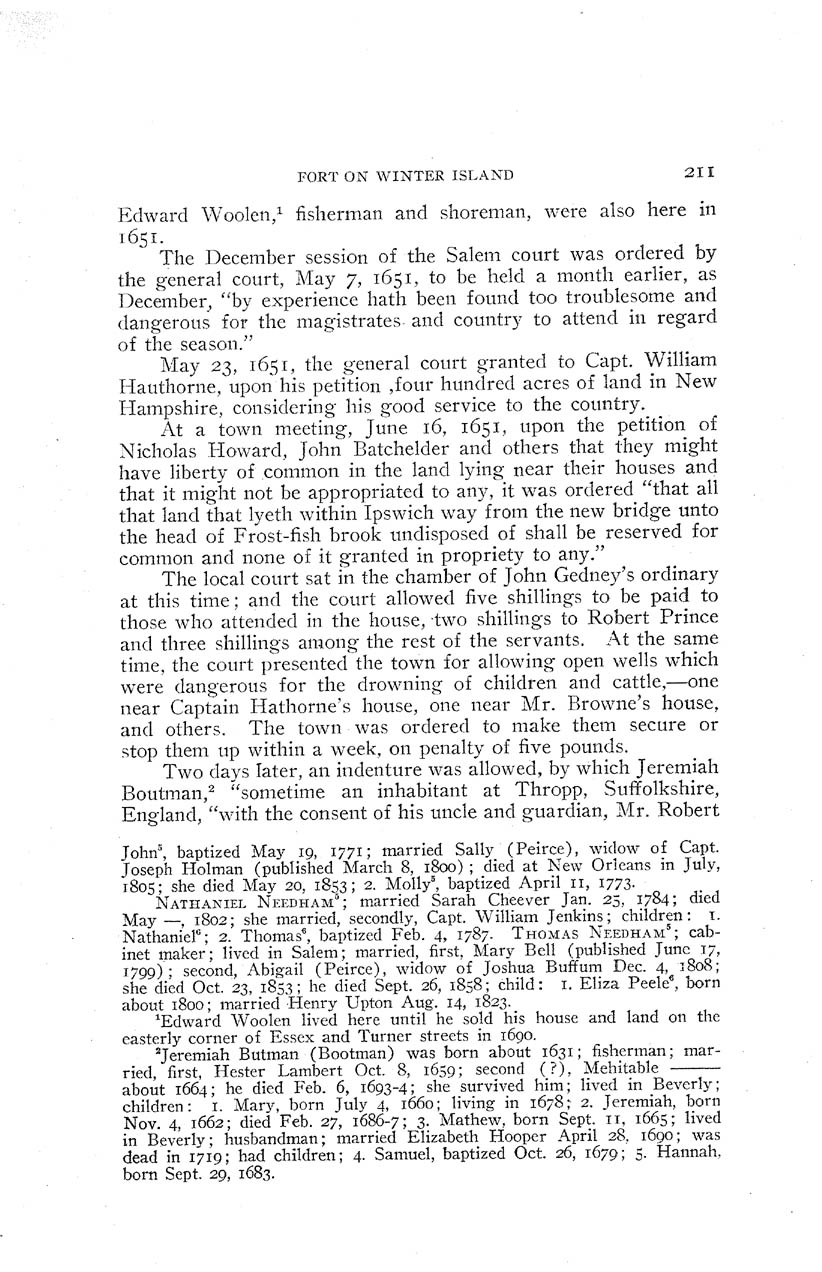 FORT ON WINTER ISLAND 211
Edward Woolen,¹ fisherman and shoreman, were also here in
1651.
The December session of the Salem court was ordered by
the general court, May 7, 1651, to be held a month earlier, as
December, “by experience hath been found too troublesome and
dangerous for the magistrates and country to attend in regard
of the season.”
May 23, 1651, the general court granted to Capt. William
Hauthorne, upon his petition ,four hundred acres of land in New
Hampshire, considering his good service to the country.
At a town meeting, June 16, 1651, upon the petition of
Nicholas Howard, John Batchelder and others that they might
have liberty of common in the land lying near their houses and
that it might not be appropriated to any, it was ordered “that all
that land that lyeth within Ipswich way from the new bridge unto
the head of Frost-fish brook undisposed of shall be reserved for
common and none of it granted in propriety to any.”
The local court sat in the chamber of John Gedney’s ordinary
at this time; and the court allowed five shillings to be paid to
those who attended in the house, two shillings to Robert Prince
and three shillings among the rest of the servants. At the same
time, the court presented the town for allowing open wells which
were dangerous for the drowning of children and cattle,—one
near Captain Hathorne’s house, one near Mr. Browne’s house,
and others. The town was ordered to make them secure or
stop them up within a week, on penalty of five pounds.
Two days later, an indenture was allowed, by which Jeremiah
Boutman,² “sometime an inhabitant at Thropp, Suffolkshire,
England, “with the consent of his uncle and guardian, Mr. Robert
John⁵, baptized May 19, 1771; married Sally (Peirce), widow of Capt.
Joseph Holman (published March 8, 1800); died at New Orleans in July,
1805; she died May 20, 1853; 2. Molly⁵, baptized April 11, 1773.
NATHANIEL NEEDHAM⁵; married Sarah Cheever Jan. 25, 1784; died
May —, 1802; she married, secondly, Capt. William Jenkins; children: 1.
Nathaniel⁶; 2. Thomas⁶, baptized Feb. 4, 1787. THOMAS NEEDHAM⁵; cab-
inet maker; lived in Salem; married, first, Mary Bell (published June 17,
1799); second, Abigail (Peirce), widow of Joshua Buffum Dec. 4, 1808;
she died Oct. 23, 1853; he died Sept. 26, 1858; child: 1. Eliza Peele⁶, born
about 1800; married Henry Upton Aug. 14, 1823.
¹Edward Woolen lived here until he sold his house and land on the
easterly corner of Essex and Turner streets in 1690.
²Jeremiah Butman (Bootman) was born about 1631; fisherman; mar-
ried, first, Hester Lambert Oct. 8, 1659; second (?), Mehitable ———
about 1664; he died Feb. 6, 1693-4; she survived him; lived in Beverly;
children: 1. Mary, born July 4, 1660; living in 1678; 2. Jeremiah, born
Nov. 4, 1662; died Feb. 27, 1686-7; 3. Mathew, born Sept. 11, 1665; lived
in Beverly; husbandman; married Elizabeth Hooper April 28, 1690; was
dead in 1719; had children; 4. Samuel, baptized Oct. 26, 1679; 5. Hannah,
born Sept. 29, 1683.